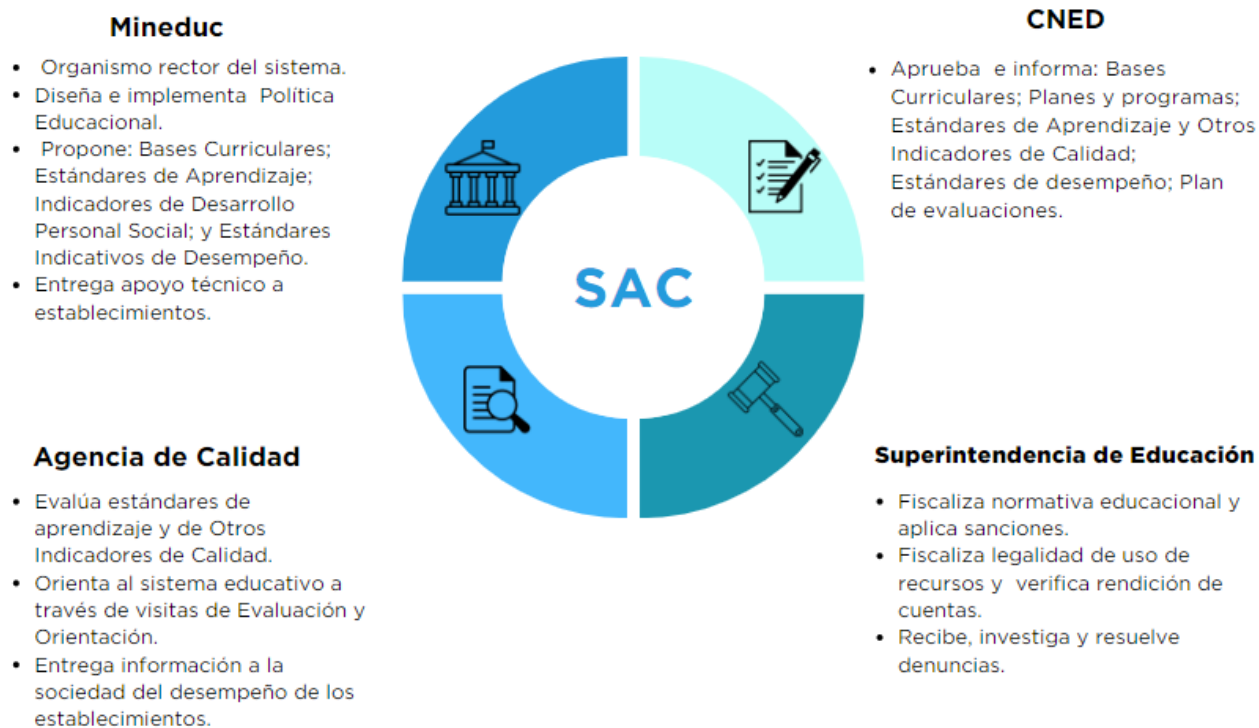 Mineduc
• Organismo rector del sistema.
• Diseña e implementa Política
Educacional.
• Propone: Bases Curriculares;
Estándares de Aprendizaje;
Indicadores de Desarrollo
Personal Social; y Estándares
Indicativos de Desempeño.
• Entrega apoyo técnico a
establecimientos.
CNED
• Aprueba e informa: Bases
Curriculares; Planes y programas;
Estándares de Aprendizaje y Otros
Indicadores de Calidad;
Estándares de desempeño; Plan
de evaluaciones.
SAC
Agencia de Calidad
• Evalúa estándares de
aprendizaje y de Otros
Indicadores de Calidad.
• Orienta al sistema educativo a
través de visitas de Evaluación y
Orientación.
• Entrega información a la
sociedad del desempeño de los
establecimientos.
Superintendencia de Educación
• Fiscaliza normativa educacional y
aplica sanciones.
• Fiscaliza legalidad de uso de
recursos y verifica rendición de
cuentas.
• Recibe, investiga y resuelve
denuncias.